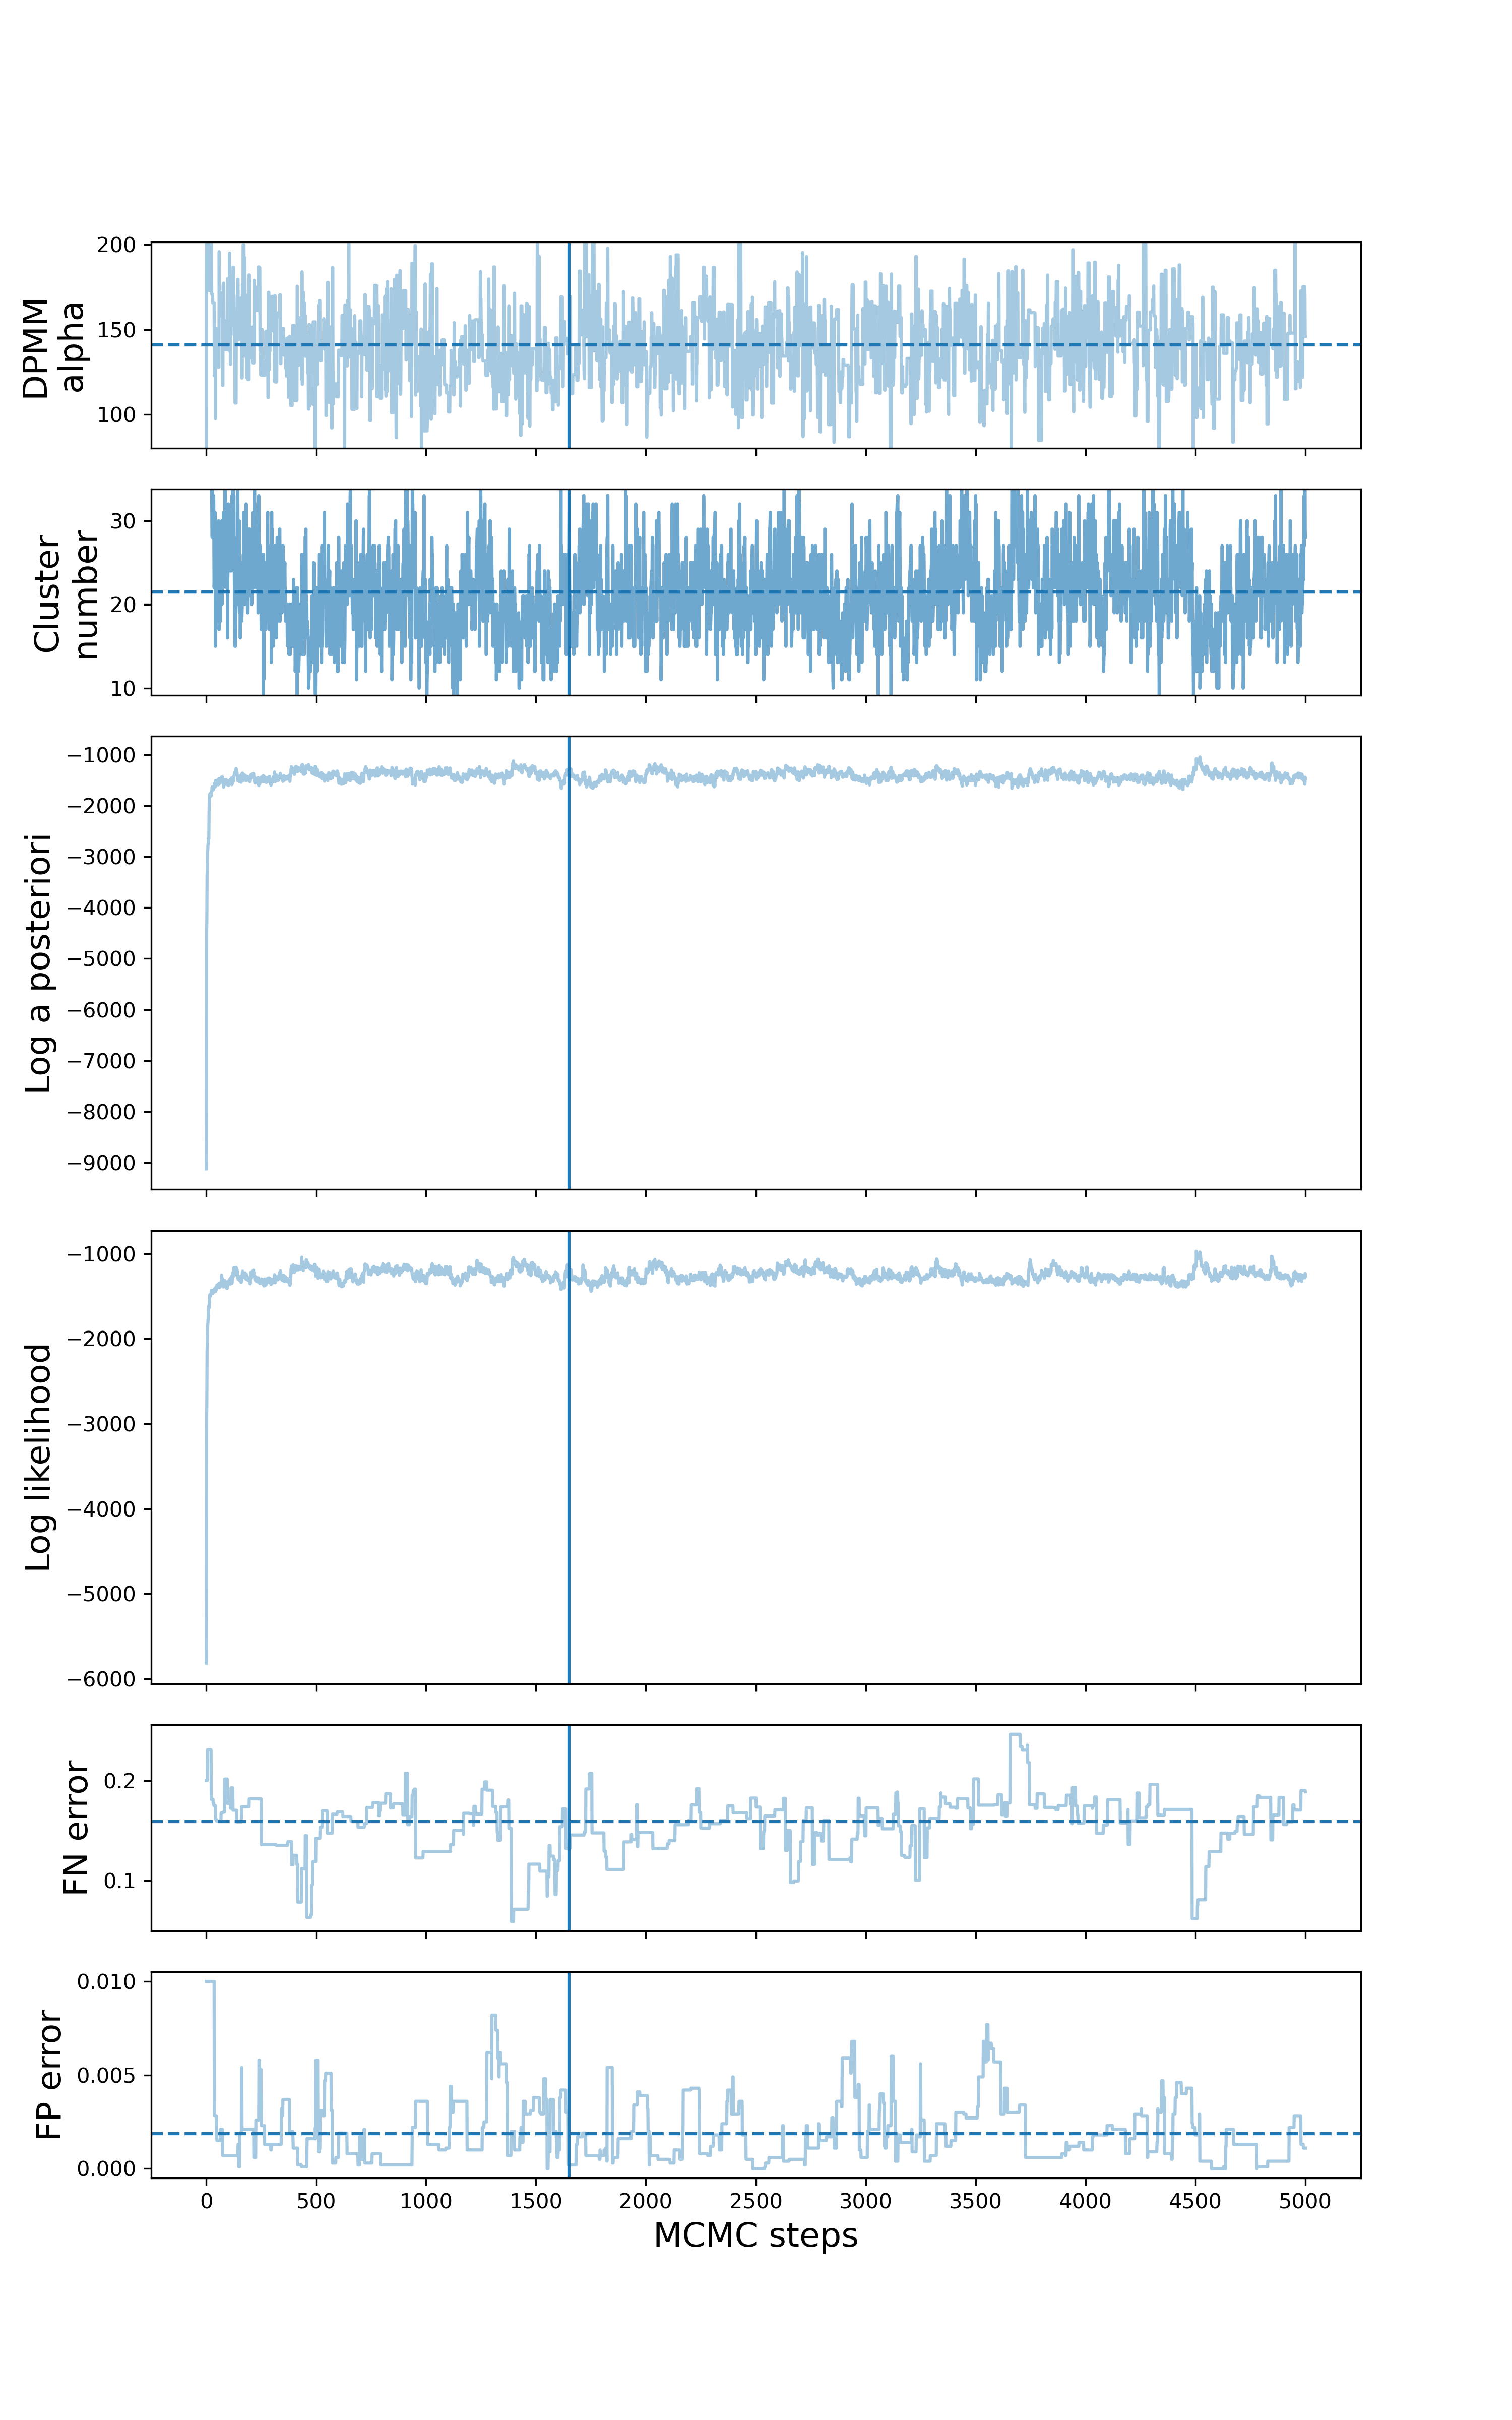 DPMM
alpha
200
150
100
Cluster
number
30
20
10
Log a posteriori
−1000
−2000
−3000
−4000
−5000
−6000
−7000
−8000
−9000
Log likelihood
−1000
−2000
−3000
−4000
−5000
−6000
FN error
0.2
0.1
FP error
0.010
0.005
0.000
0 500 1000 1500 2000 2500 3000 3500 4000 4500 5000
MCMC steps